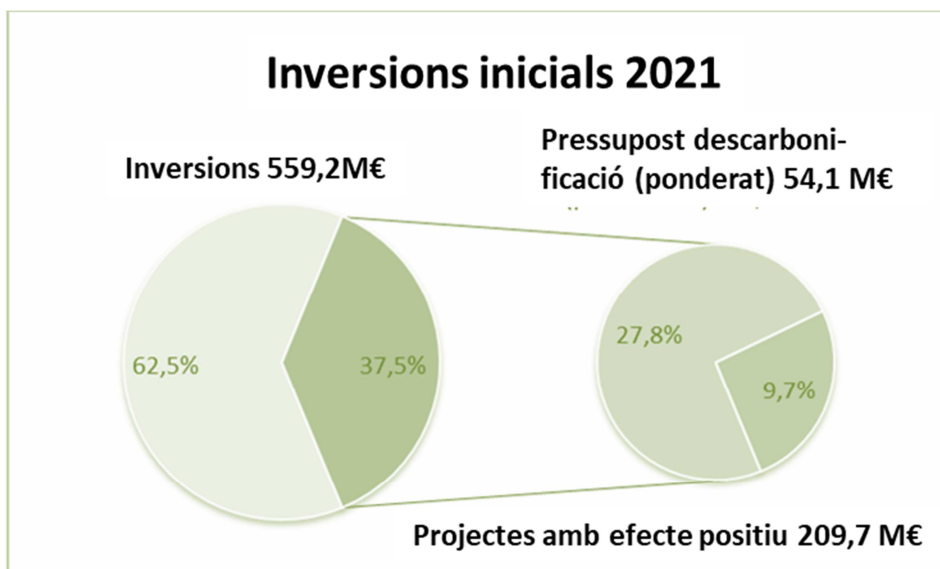 Inversions inicials 2021
Inversions 559,2M€
Pressupost descarboni-
ficació (ponderat) 54,1 M€
62,5%
37,5%
27,8%
9,7%
Projectes amb efecte positiu 209,7 M€